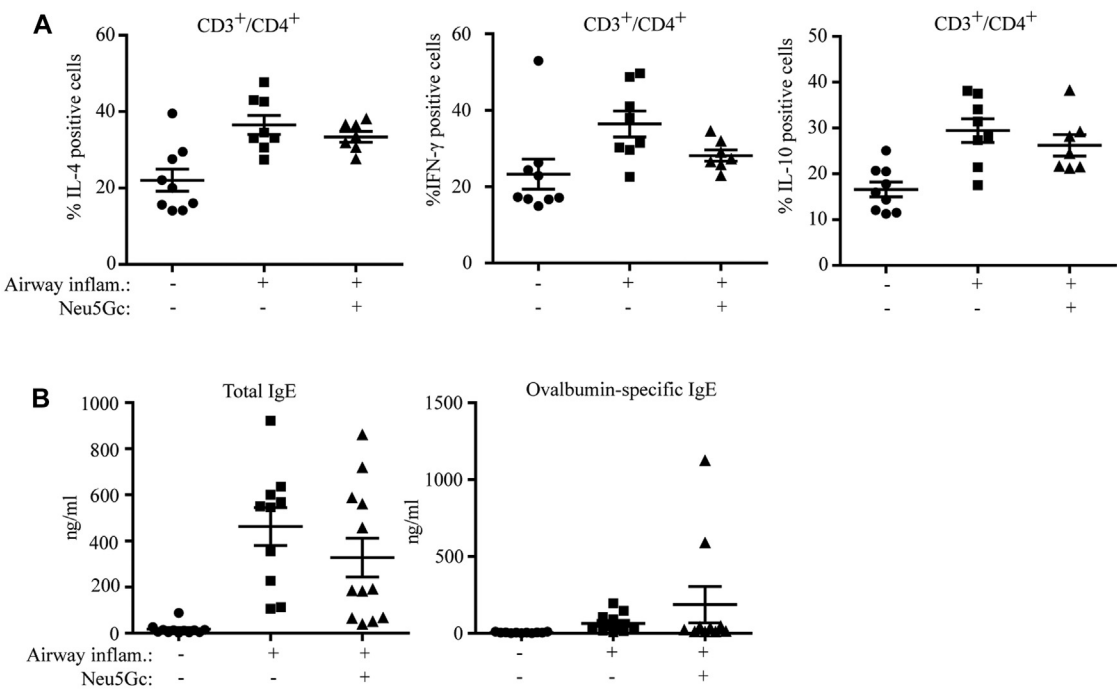 A
CD3+/CD4+
% IL-4 positive cells
60
40
20
0
Airway inflam.: - + +
Neu5Gc: - - +
CD3+/CD4+
%IFN-γ positive cells
60
40
20
0
- + +
- - +
CD3+/CD4+
% IL-10 positive cells
50
40
30
20
10
0
- + +
- - +
B
Total IgE
ng/ml
1000
800
600
400
200
0
Airway inflam.: - + +
Neu5Gc: - - +
Ovalbumin-specific IgE
ng/ml
1500
1000
500
0
- + +
- - +